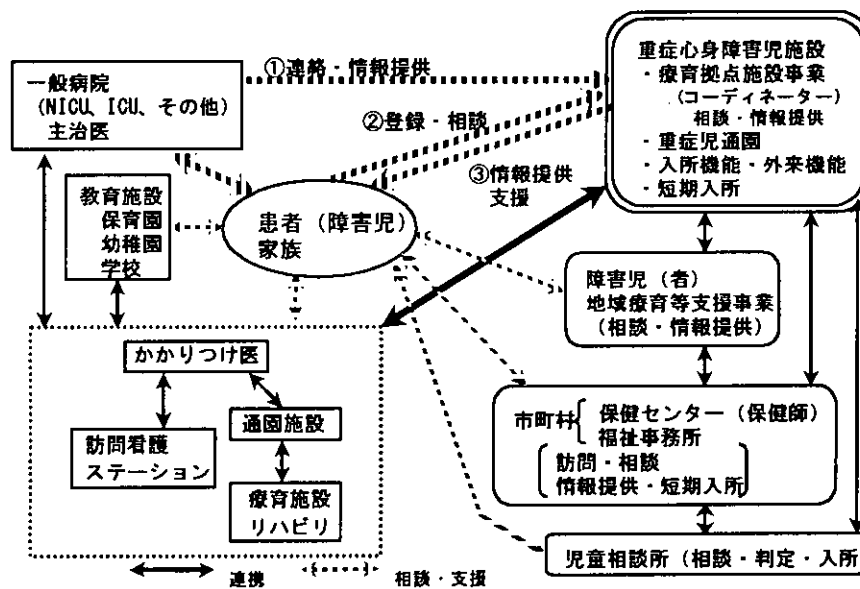 一般病院
(NICU、ICU、その他)
主治医
①連絡・情報提供
②登録・相談
③情報提供
支援
重症心身障害児施設
・療育拠点施設事業
(コーディネーター)
相談・情報提供
・重症児通園
・入所機能・外来機能
・短期入所
教育施設
保育園
幼稚園
学校
患者(障害児)
家族
障害児(者)
地域療育等支援事業
(相談・情報提供)
かかりつけ医
通園施設
訪問看護
ステーション
療育施設
リハビリ
市町村{保健センター(保健師)
福祉事務所
訪問・相談
情報提供・短期入所
児童相談所(相談・判定・入所
連携
相談・支援